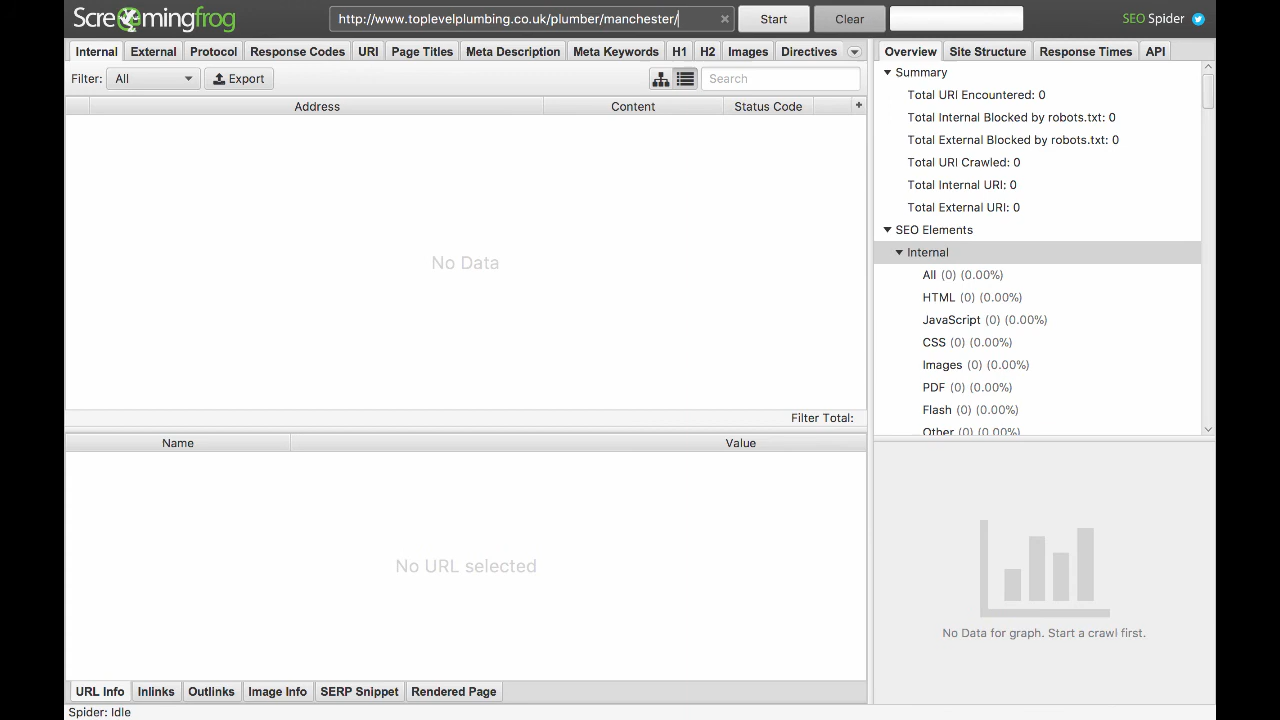 Screamingfrog http://www.toplevelplumbing.co.uk/plumber/manchester/ × Start Clear SEO Spider
Internal External Protocol Response Codes URI Page Titles Meta Description Meta Keywords H1 H2 Images Directives
Overview Site Structure Response Times API
Filter: All Export Search
Address Content Status Code +
No Data
Filter Total:
Name Value
No URL selected
URL Info Inlinks Outlinks Image Info SERP Snippet Rendered Page
Spider: Idle
Summary
Total URI Encountered: 0
Total Internal Blocked by robots.txt: 0
Total External Blocked by robots.txt: 0
Total URI Crawled: 0
Total Internal URI: 0
Total External URI: 0
SEO Elements
Internal
All (0) (0.00%)
HTML (0) (0.00%)
JavaScript (0) (0.00%)
CSS (0) (0.00%)
Images (0) (0.00%)
PDF (0) (0.00%)
Flash (0) (0.00%)
Other (0) (0.00%)
No Data for graph. Start a crawl first.